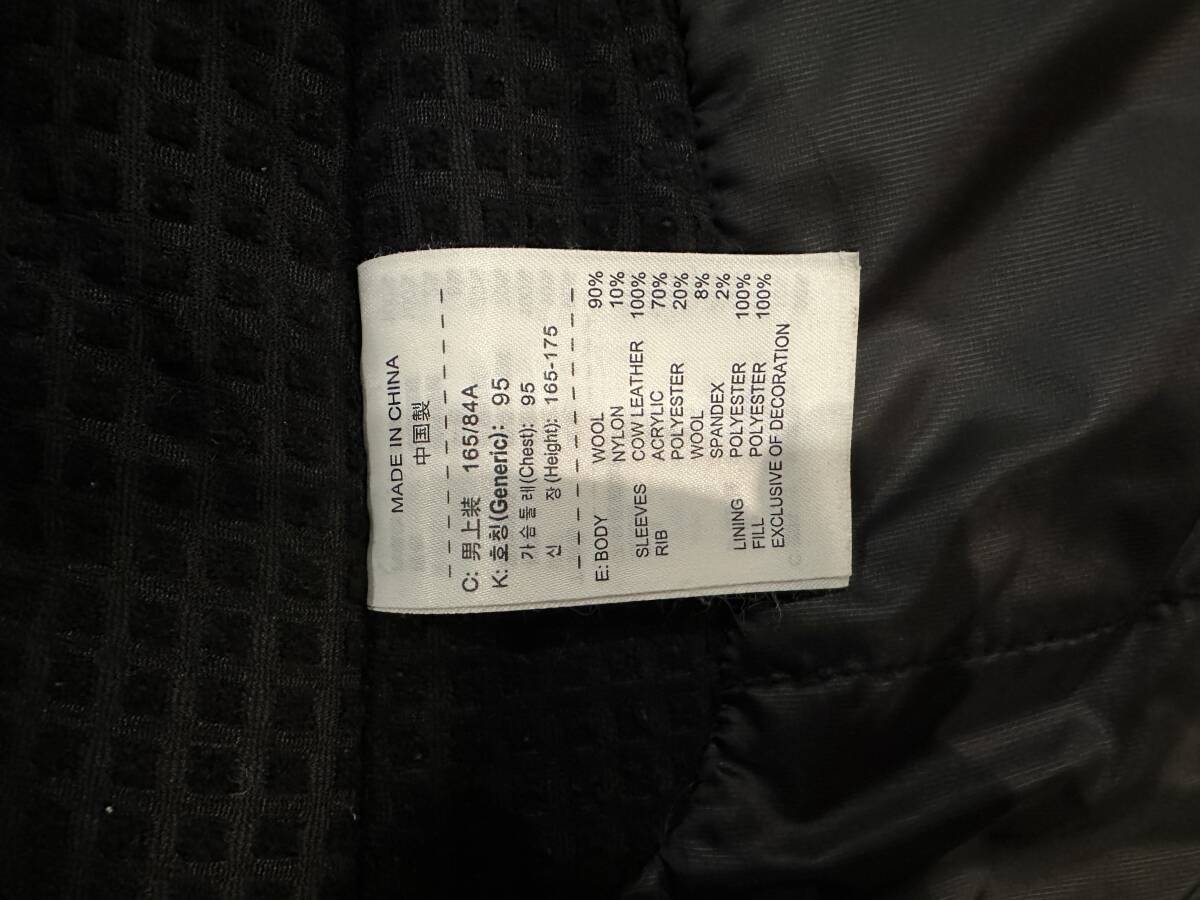 MADE IN CHINA
中国製
C: 男上装 165/84A
K: 호칭(Generic): 95
가슴둘레(Chest): 95
신 장(Height): 165-175
E: BODY WOOL 90%
NYLON 10%
SLEEVES COW LEATHER 100%
RIB ACRYLIC 70%
POLYESTER 20%
WOOL 8%
SPANDEX 2%
LINING POLYESTER 100%
FILL POLYESTER 100%
EXCLUSIVE OF DECORATION